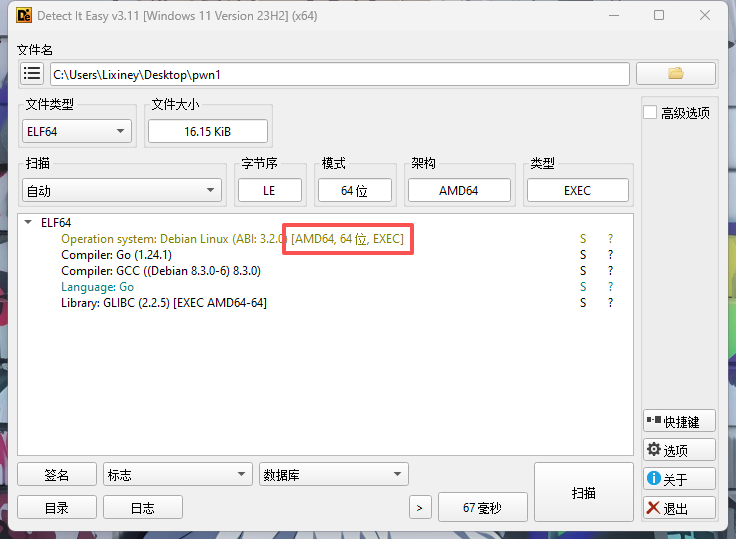 Detect It Easy v3.11 [Windows 11 Version 23H2] (x64)
文件名
C:\Users\Lixiney\Desktop\pwn1
文件类型
文件大小
高级选项
ELF64
16.15 KiB
扫描
字节序
模式
架构
类型
自动
LE
64 位
AMD64
EXEC
ELF64
Operation system: Debian Linux (ABI: 3.2.0) [AMD64, 64 位, EXEC] S ?
Compiler: Go (1.24.1) S ?
Compiler: GCC ((Debian 8.3.0-6) 8.3.0) S ?
Language: Go S ?
Library: GLIBC (2.2.5) [EXEC AMD64-64] S ?
快捷键
选项
关于
退出
签名
标志
数据库
扫描
目录
日志
>
67 毫秒